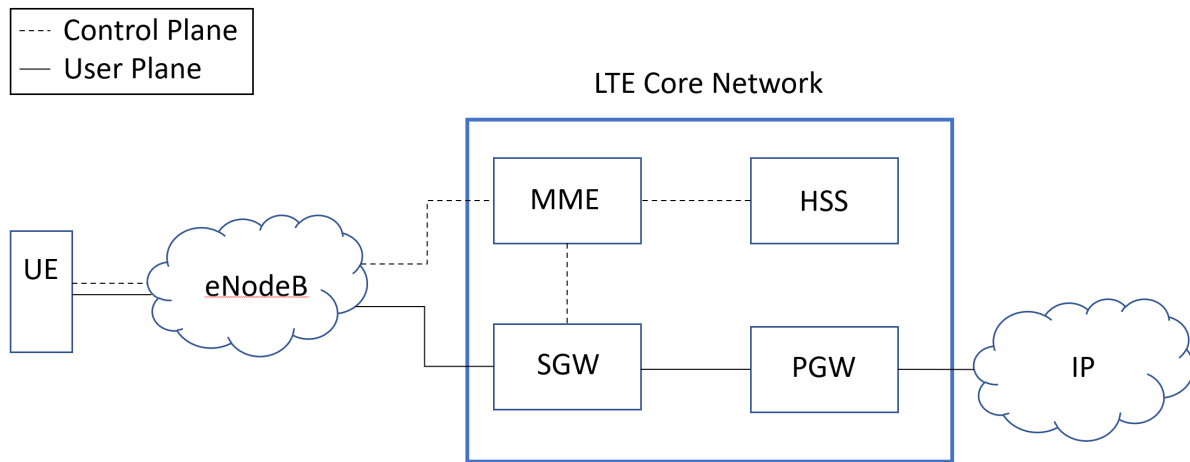 Control Plane
User Plane
LTE Core Network
MME
HSS
UE
eNodeB
SGW
PGW
IP